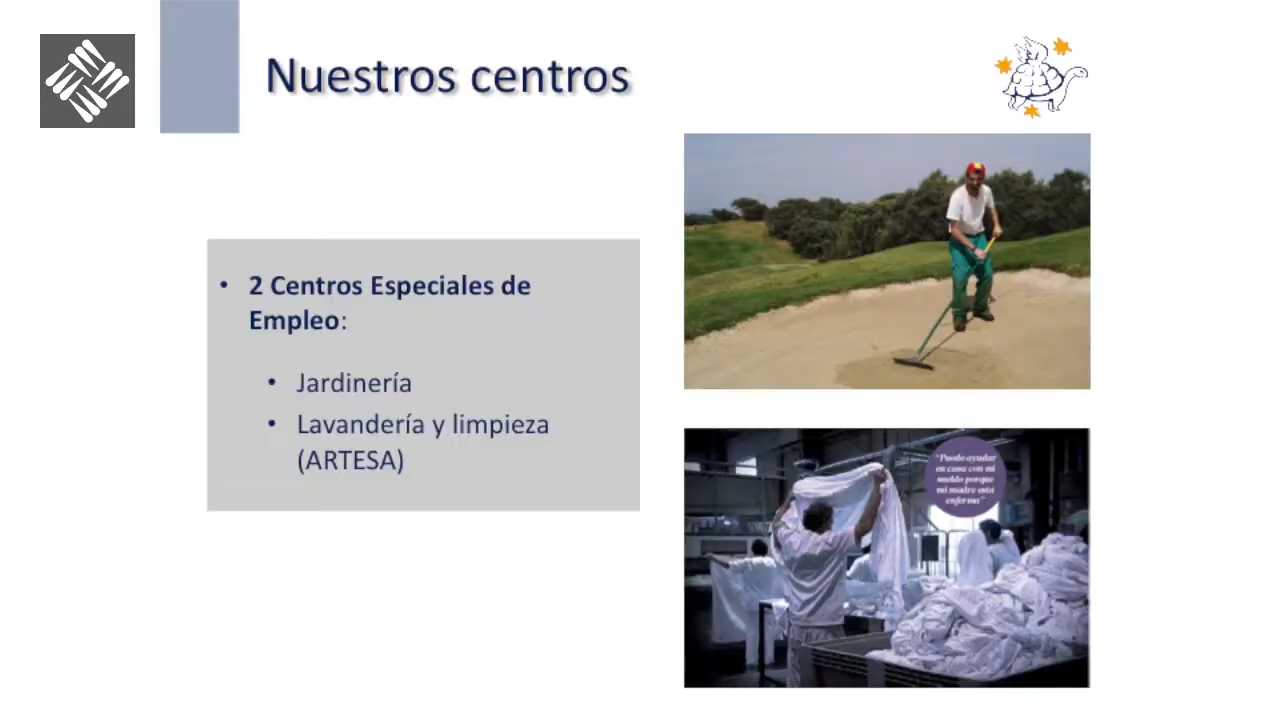 Nuestros centros
• 2 Centros Especiales de
Empleo:
• Jardinería
• Lavandería y limpieza
(ARTESA)
"Puedo ayudar
en casa con mi
sueldo porque
mi madre está
enferma"